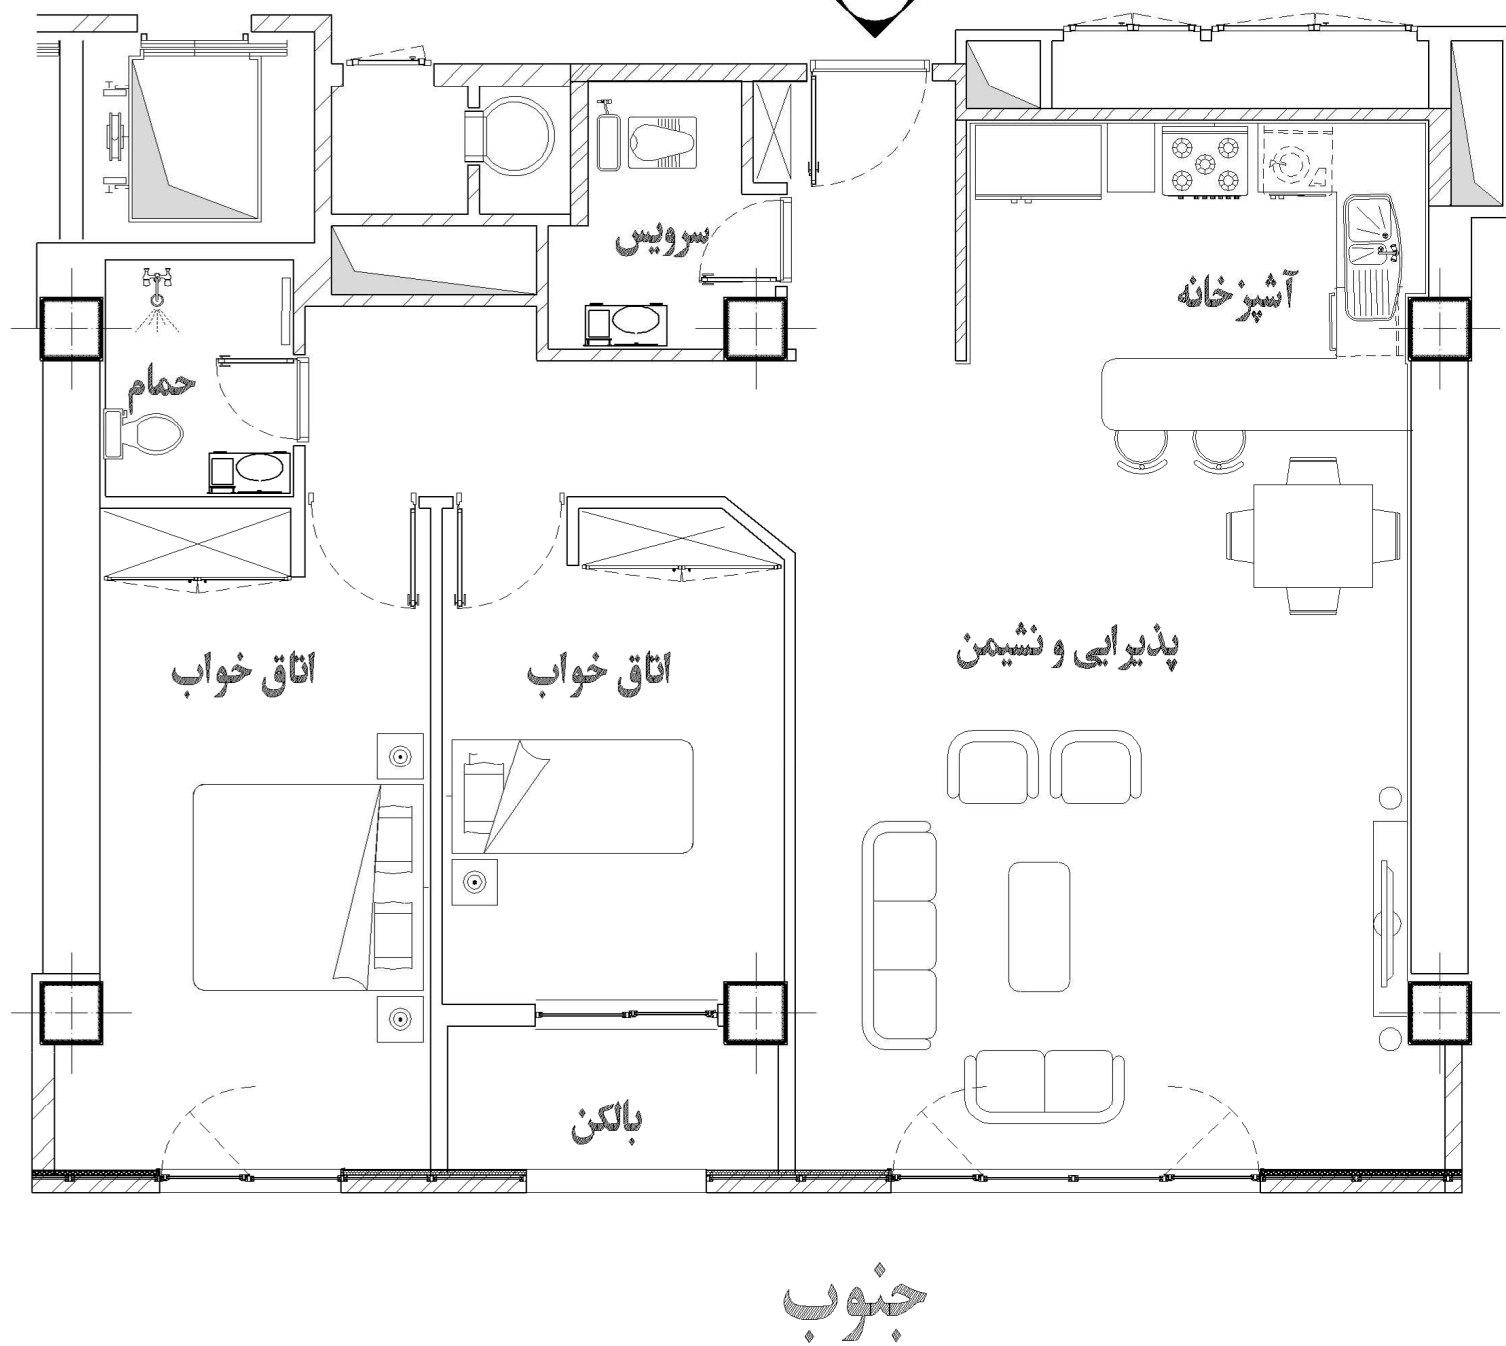 سرویس
آشپزخانه
حمام
پذیرایی و نشیمن
اتاق خواب
اتاق خواب
بالکن
جنوب